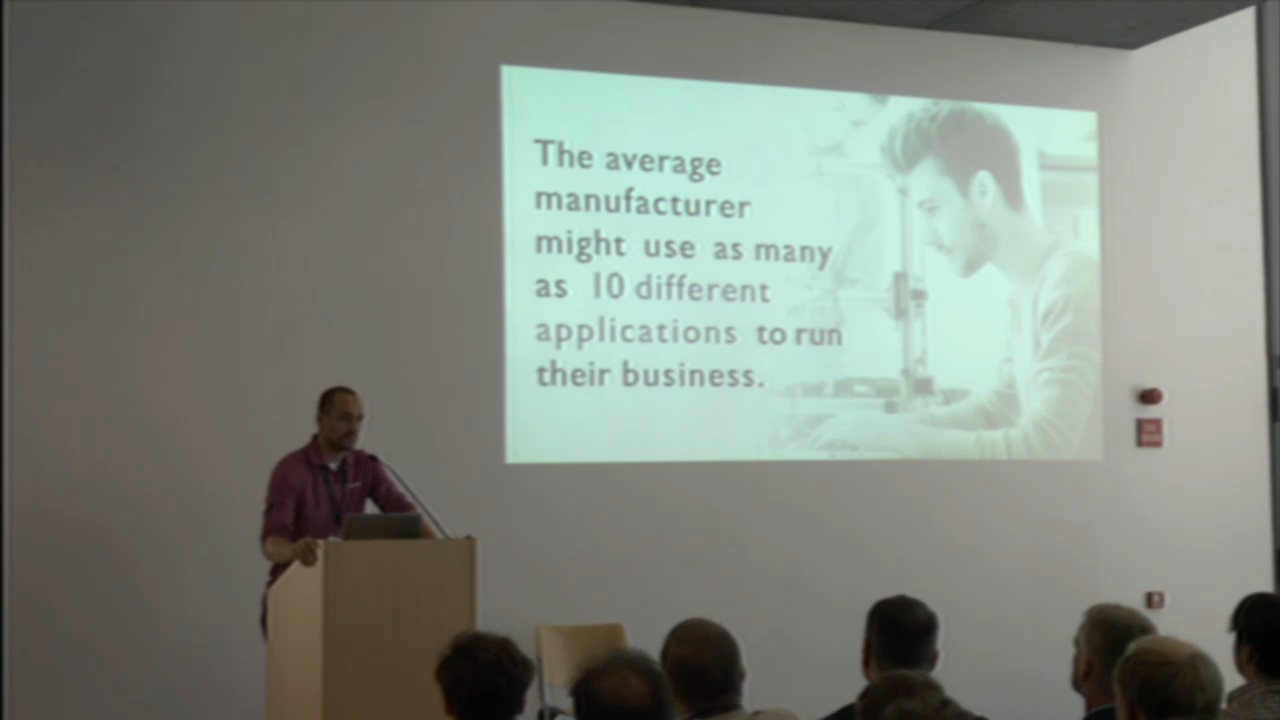 The average
manufacturer
might use as many
as 10 different
applications to run
their business.